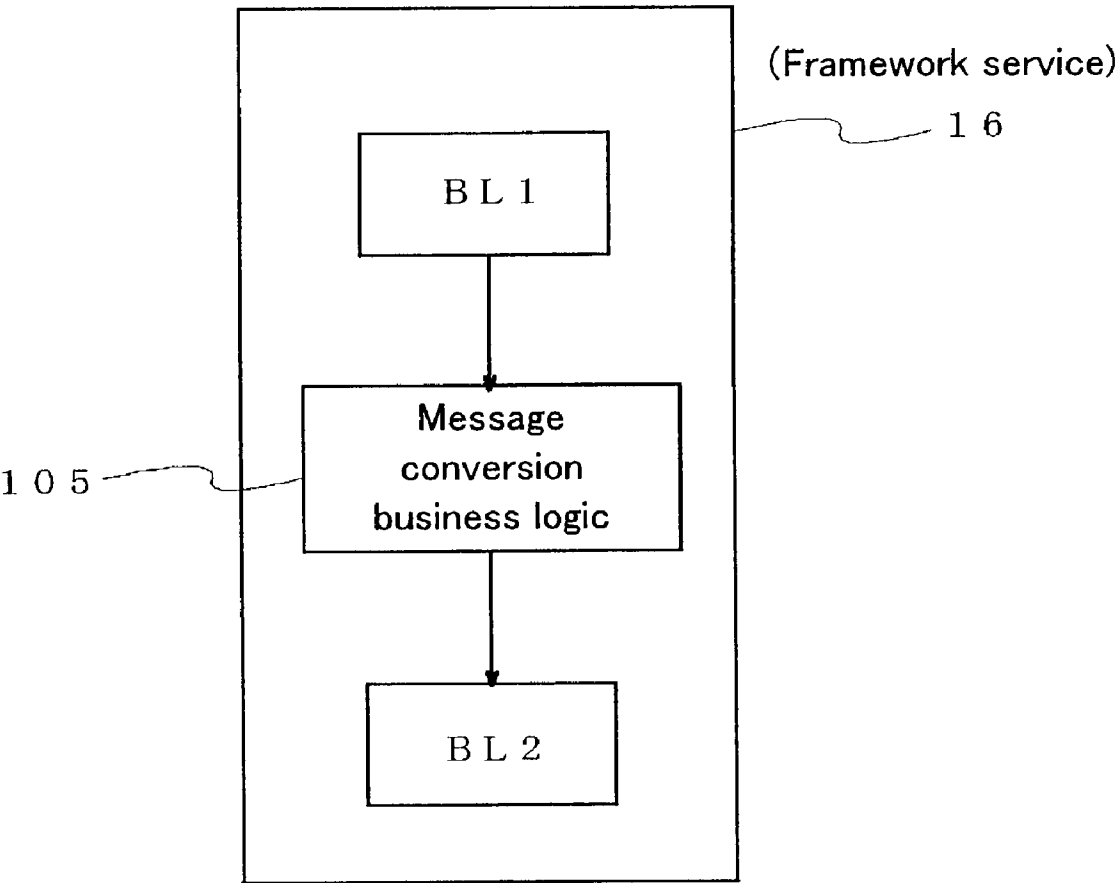 (Framework service)
１６
ＢＬ１
Message
conversion
business logic
１０５
ＢＬ２